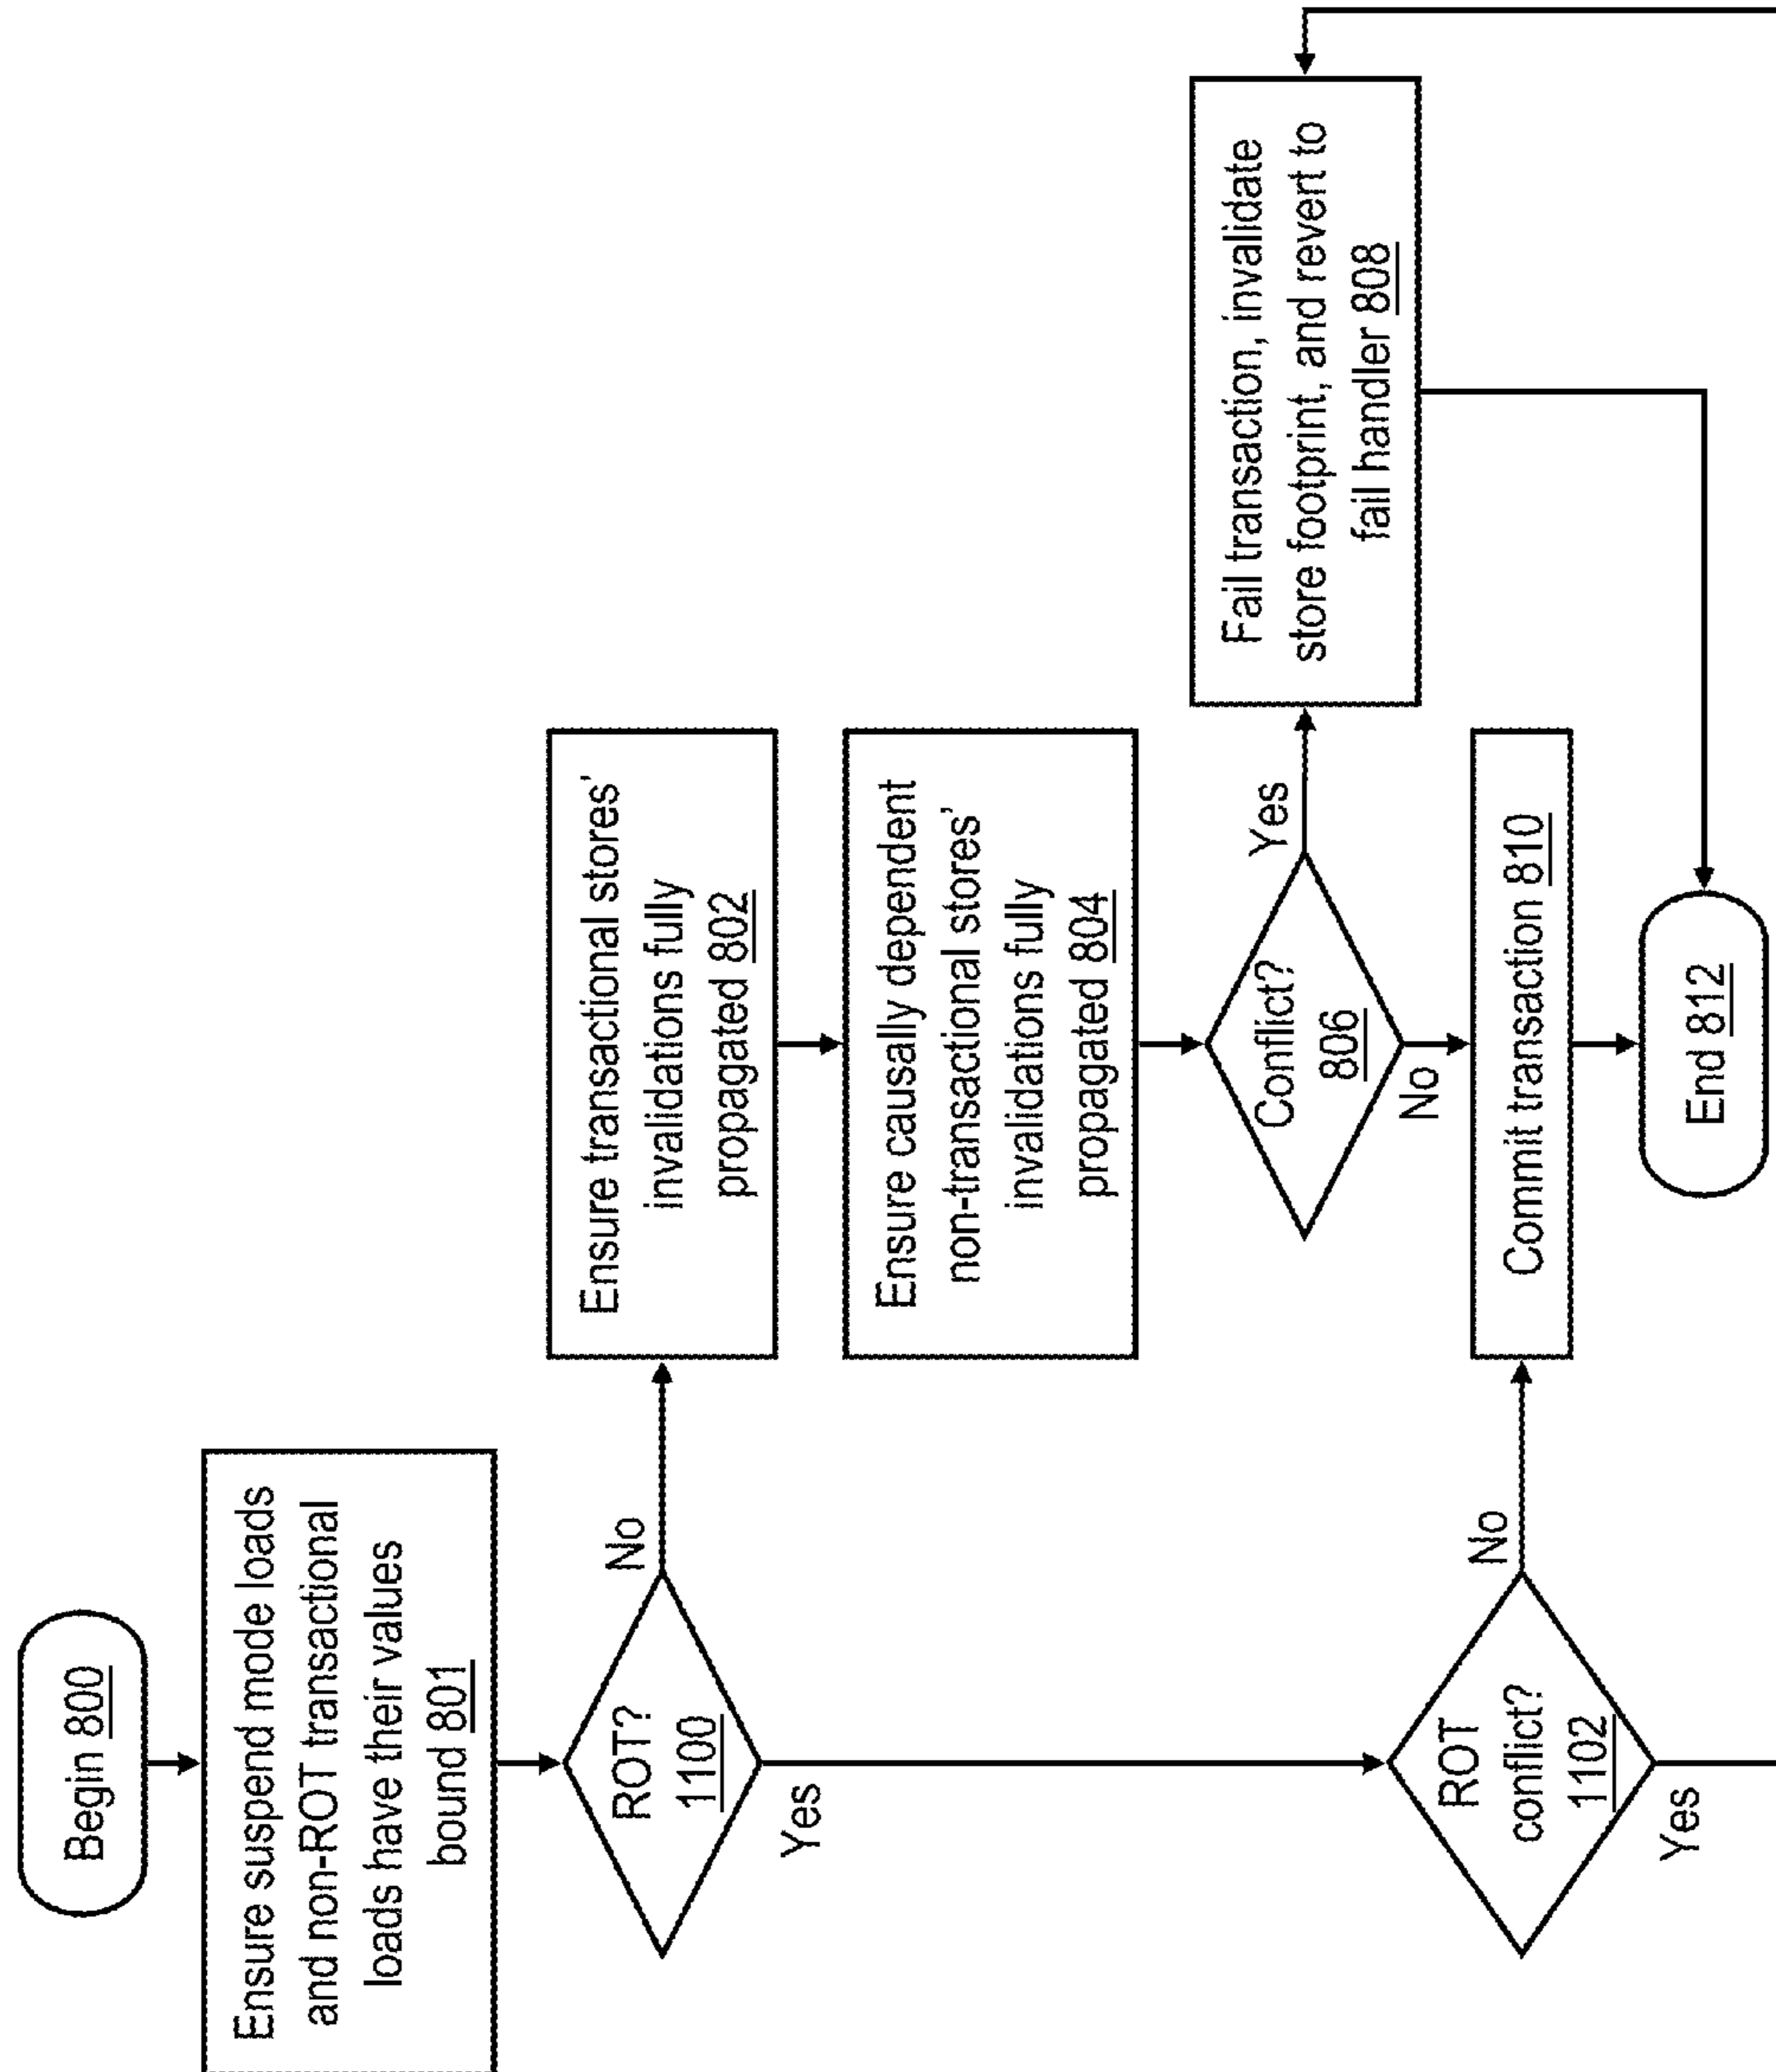 Begin 800
Ensure suspend mode loads
and non-ROT transactional
loads have their values
bound 801
ROT?
1100
No
Yes
Ensure transactional stores’
invalidations fully
propagated 802
Ensure causally dependent
non-transactional stores’
invalidations fully
propagated 804
Conflict?
806
Yes
No
Fail transaction, invalidate
store footprint, and revert to
fail handler 808
ROT
conflict?
1102
No
Yes
Commit transaction 810
End 812